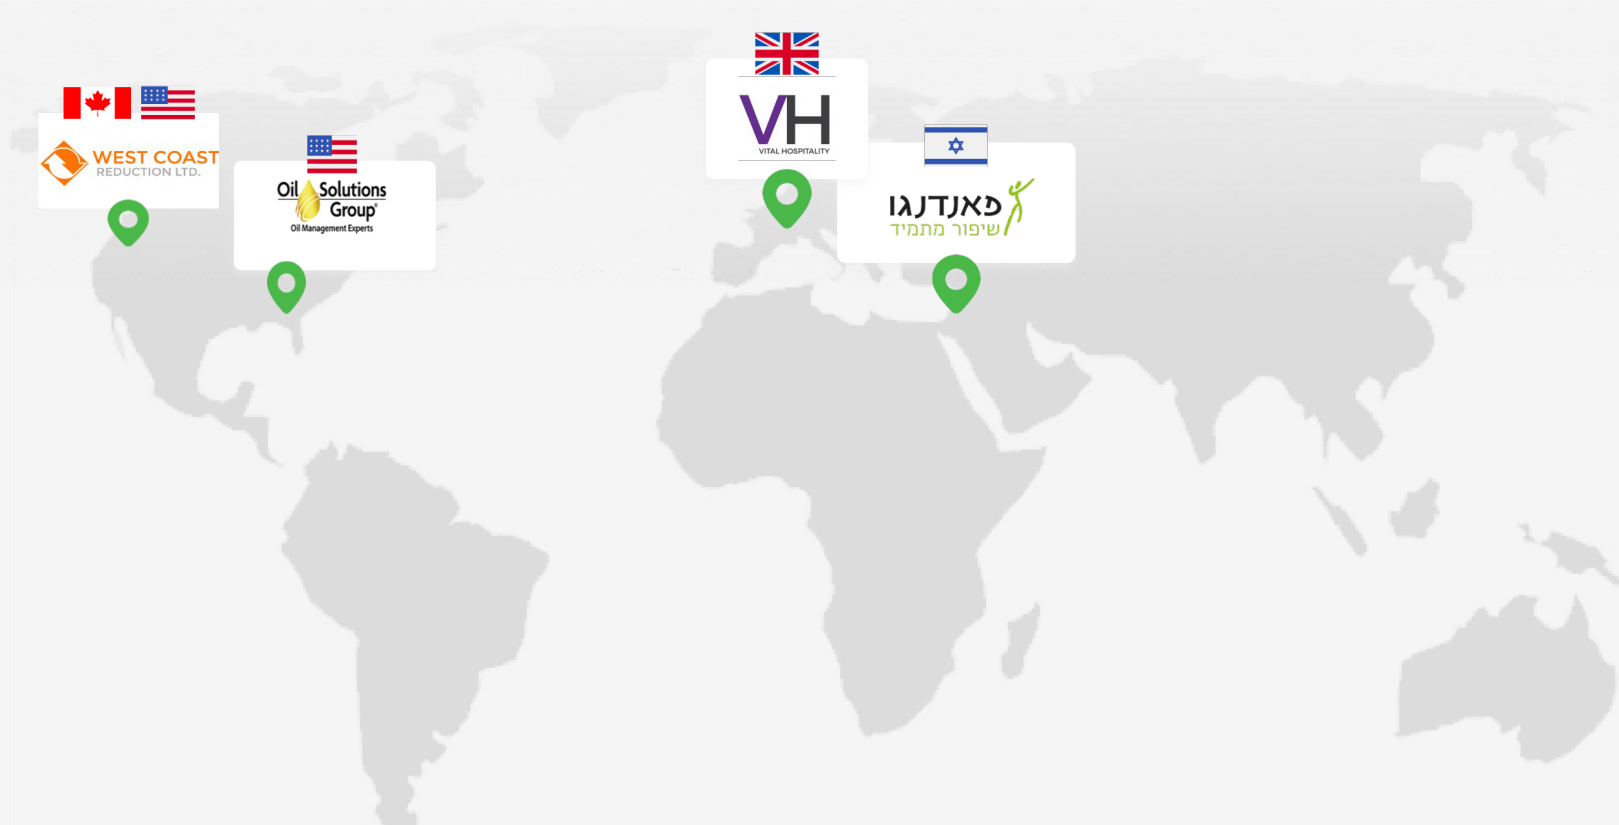 WEST COAST
REDUCTION LTD.
Oil Solutions
Group®
Oil Management Experts
VH
VITAL HOSPITALITY
פאנדנגו
שיפור מתמיד